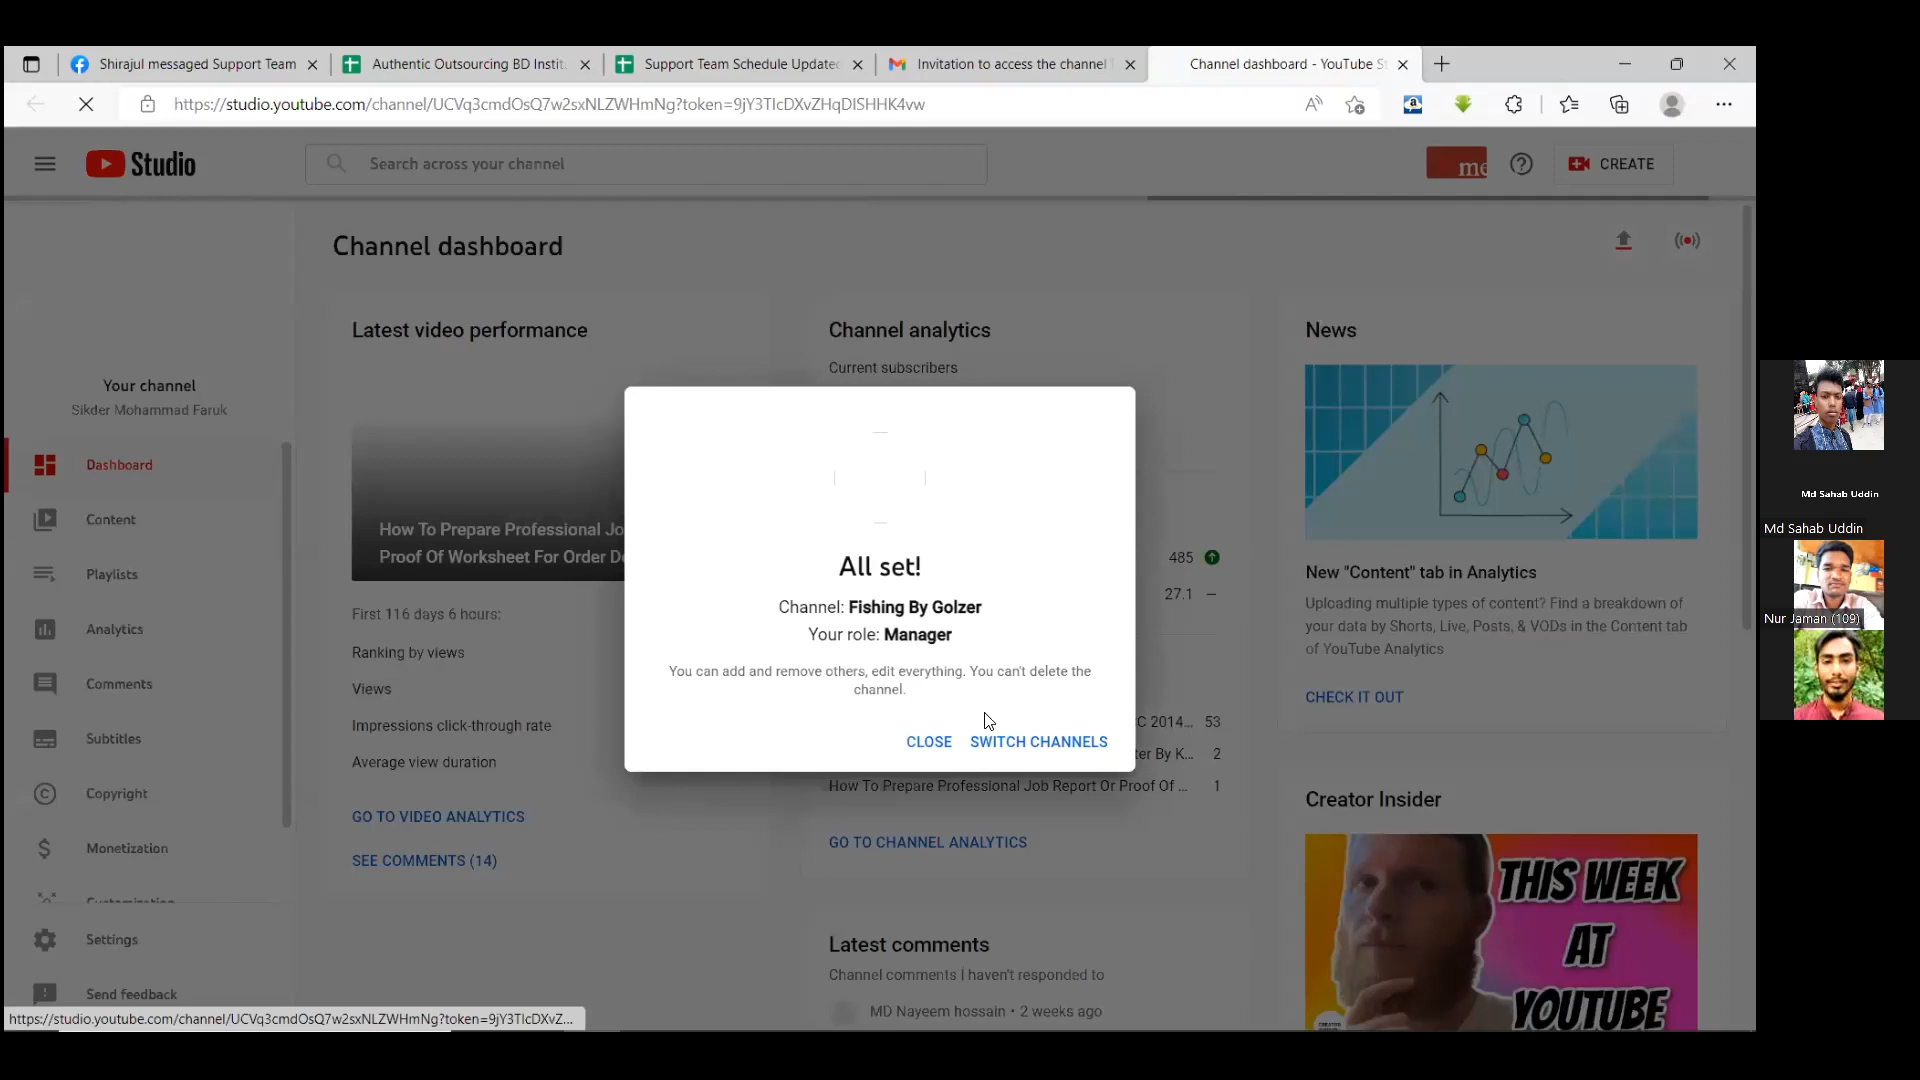 Shirajul messaged Support Team
Authentic Outsourcing BD Instit
Support Team Schedule Updated
Invitation to access the channel
Channel dashboard - YouTube St
https://studio.youtube.com/channel/UCVq3cmdOsQ7w2sxNLZWHmNg?token=9jY3TlcDXvZHqDISHHK4vw
Studio
Search across your channel
me
CREATE
Channel dashboard
Your channel
Sikder Mohammad Faruk
Dashboard
Content
Playlists
Analytics
Comments
Subtitles
Copyright
Monetization
Customization
Settings
Send feedback
Latest video performance
How To Prepare Professional Jo
Proof Of Worksheet For Order De
First 116 days 6 hours:
Ranking by views
Views
Impressions click-through rate
Average view duration
GO TO VIDEO ANALYTICS
SEE COMMENTS (14)
Channel analytics
Current subscribers
485
27.1 —
C 2014... 53
ter By K... 2
How To Prepare Professional Job Report Or Proof Of ... 1
GO TO CHANNEL ANALYTICS
Latest comments
Channel comments I haven't responded to
MD Nayeem hossain • 2 weeks ago
All set!
Channel: Fishing By Golzer
Your role: Manager
You can add and remove others, edit everything. You can't delete the
channel.
CLOSE SWITCH CHANNELS
News
New "Content" tab in Analytics
Uploading multiple types of content? Find a breakdown of
your data by Shorts, Live, Posts, & VODs in the Content tab
of YouTube Analytics
CHECK IT OUT
Creator Insider
THIS WEEK
AT
YOUTUBE
https://studio.youtube.com/channel/UCVq3cmdOsQ7w2sxNLZWHmNg?token=9jY3TlcDXvZ...
Md Sahab Uddin
Md Sahab Uddin
Nur Jaman (109)